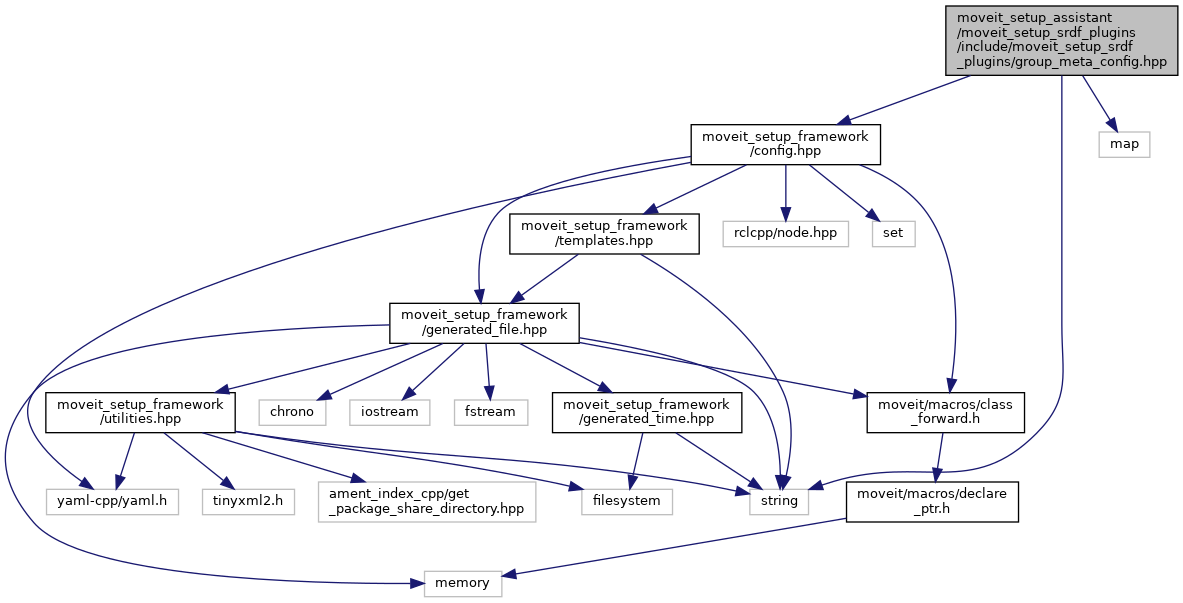 moveit_setup_assistant
/moveit_setup_srdf_plugins
/include/moveit_setup_srdf
_plugins/group_meta_config.hpp
moveit_setup_framework
/config.hpp
map
moveit_setup_framework
/templates.hpp
rclcpp/node.hpp
set
moveit_setup_framework
/generated_file.hpp
moveit_setup_framework
/utilities.hpp
chrono
iostream
fstream
moveit_setup_framework
/generated_time.hpp
moveit/macros/class
_forward.h
yaml-cpp/yaml.h
tinyxml2.h
ament_index_cpp/get
_package_share_directory.hpp
filesystem
string
moveit/macros/declare
_ptr.h
memory